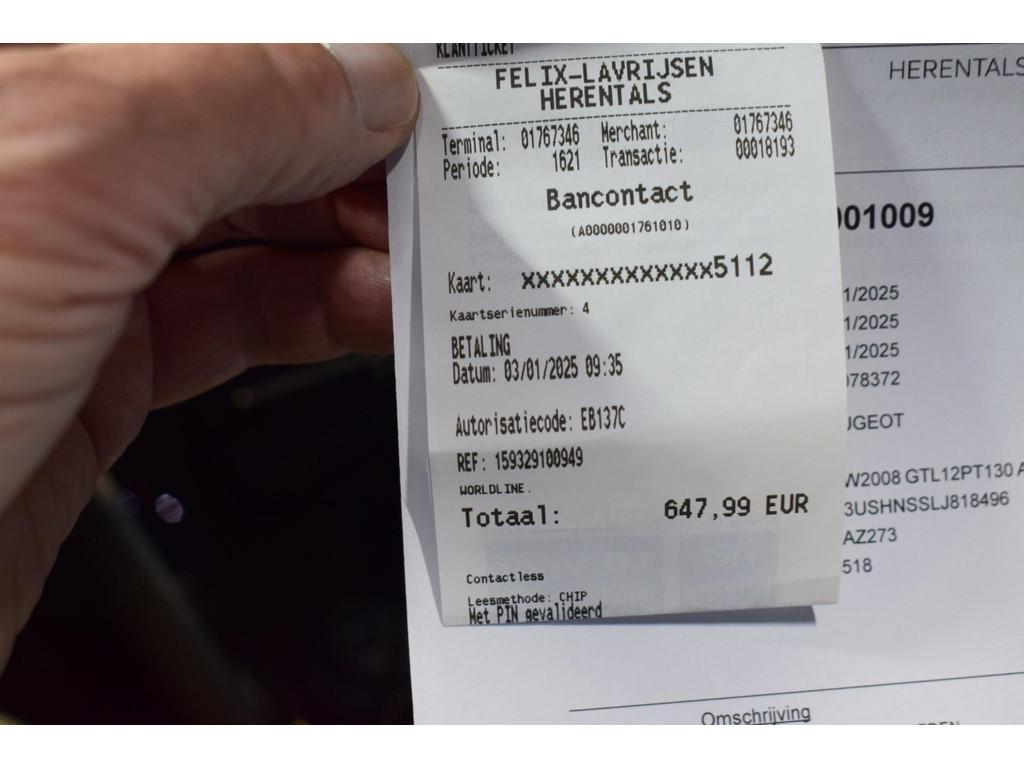 KLANTTICKET
FELIX-LAVRIJSEN
HERENTALS
Terminal: 01767346 Merchant: 01767346
Periode: 1621 Transactie: 00018193
Bancontact
(A0000001761010)
Kaart: xxxxxxxxxxxxx5112
Kaartserienummer: 4
BETALING
Datum: 03/01/2025 09:35
Autorisatiecode: EB137C
REF: 159329100949
WORLDLINE.
Totaal: 647,99 EUR
Contactless
Leesmethode: CHIP
Met PIN gevalideerd
HERENTALS
001009
1/2025
1/2025
1/2025
078372
UGEOT
W2008 GTL12PT130 A
3USHNSSLJ818496
AZ273
518
Omschrijving